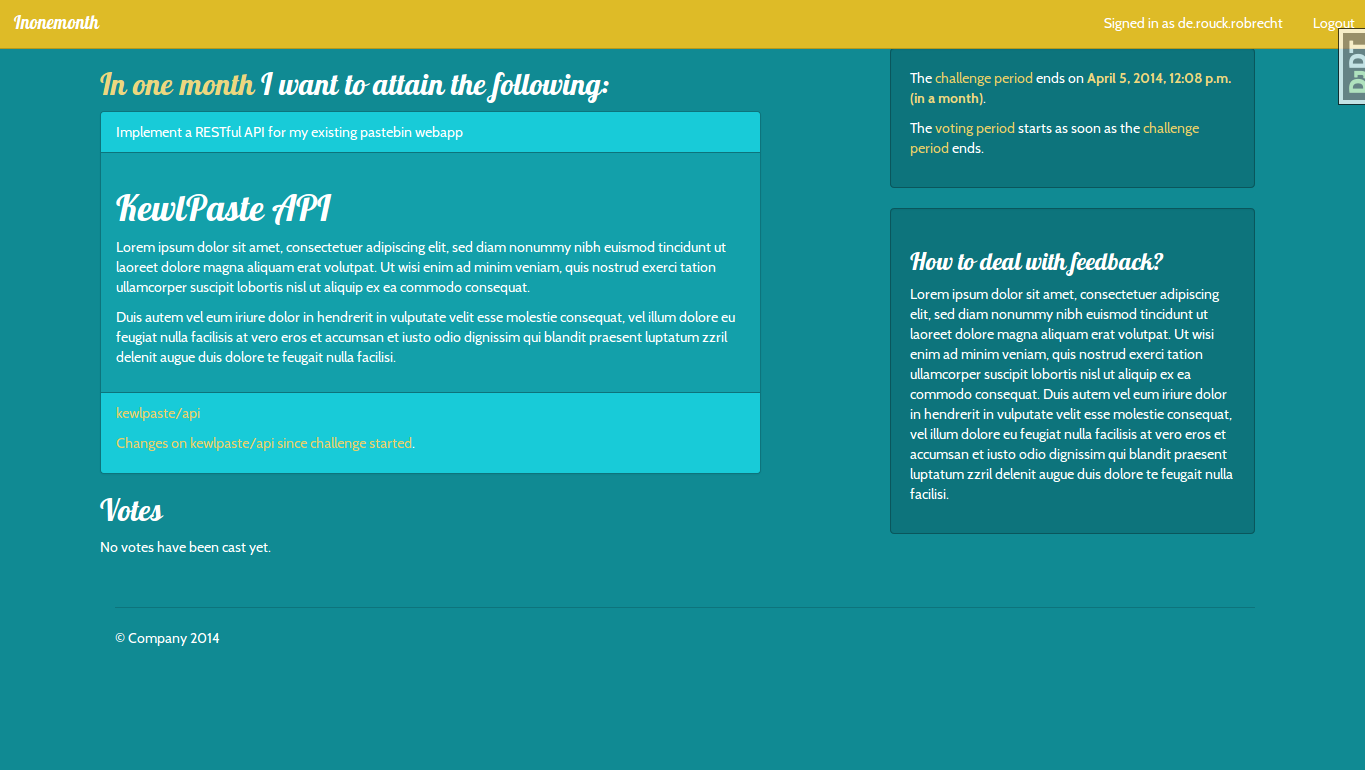 Inonemonth
Signed in as de.rouck.robrecht
Logout
DjDT
In one month I want to attain the following:
Implement a RESTful API for my existing pastebin webapp
KewlPaste API
Lorem ipsum dolor sit amet, consectetuer adipiscing elit, sed diam nonummy nibh euismod tincidunt ut
laoreet dolore magna aliquam erat volutpat. Ut wisi enim ad minim veniam, quis nostrud exerci tation
ullamcorper suscipit lobortis nisl ut aliquip ex ea commodo consequat.
Duis autem vel eum iriure dolor in hendrerit in vulputate velit esse molestie consequat, vel illum dolore eu
feugiat nulla facilisis at vero eros et accumsan et iusto odio dignissim qui blandit praesent luptatum zzril
delenit augue duis dolore te feugait nulla facilisi.
kewlpaste/api
Changes on kewlpaste/api since challenge started.
Votes
No votes have been cast yet.
The challenge period ends on April 5, 2014, 12:08 p.m.
(in a month).
The voting period starts as soon as the challenge
period ends.
How to deal with feedback?
Lorem ipsum dolor sit amet, consectetuer adipiscing
elit, sed diam nonummy nibh euismod tincidunt ut
laoreet dolore magna aliquam erat volutpat. Ut wisi
enim ad minim veniam, quis nostrud exerci tation
ullamcorper suscipit lobortis nisl ut aliquip ex ea
commodo consequat. Duis autem vel eum iriure dolor
in hendrerit in vulputate velit esse molestie consequat,
vel illum dolore eu feugiat nulla facilisis at vero eros et
accumsan et iusto odio dignissim qui blandit praesent
luptatum zzril delenit augue duis dolore te feugait nulla
facilisi.
© Company 2014